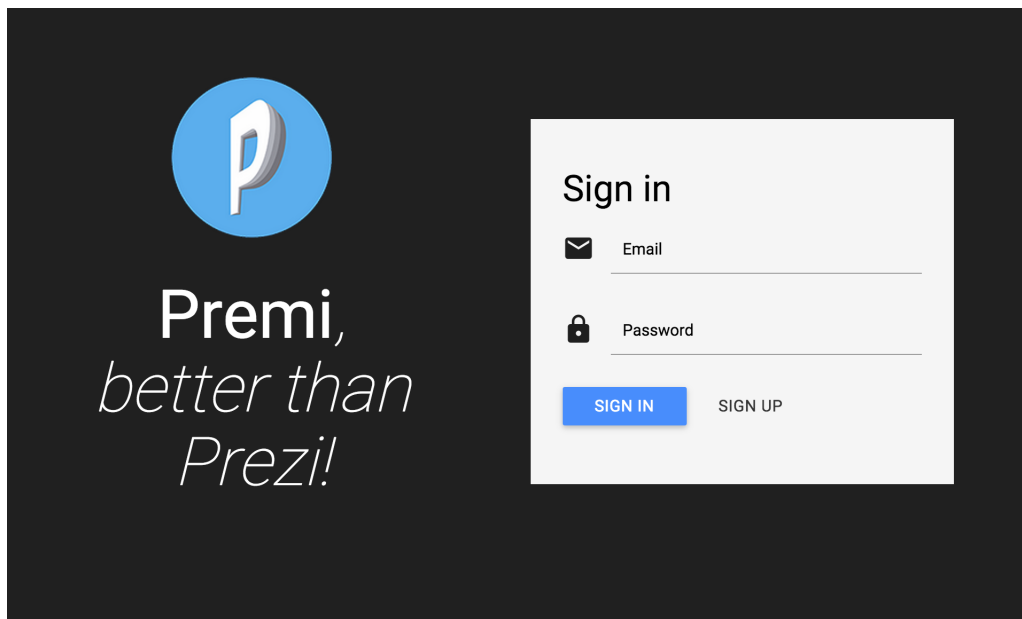 P
Premi,
better than
Prezi!
Sign in
Email
Password
SIGN IN
SIGN UP